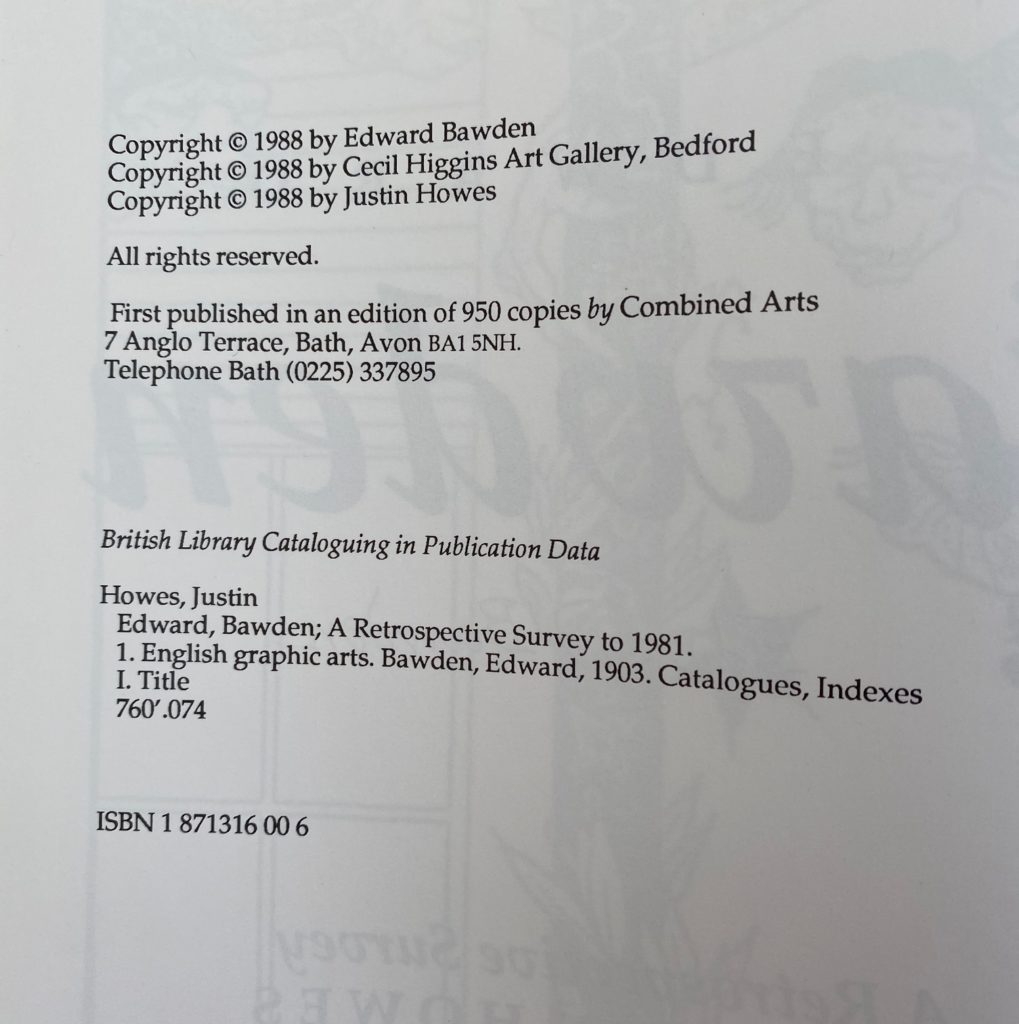 Copyright © 1988 by Edward Bawden
Copyright © 1988 by Cecil Higgins Art Gallery, Bedford
Copyright © 1988 by Justin Howes
All rights reserved.
First published in an edition of 950 copies by Combined Arts
7 Anglo Terrace, Bath, Avon BA1 5NH.
Telephone Bath (0225) 337895
British Library Cataloguing in Publication Data
Howes, Justin
Edward, Bawden; A Retrospective Survey to 1981.
1. English graphic arts. Bawden, Edward, 1903. Catalogues, Indexes
I. Title
760′.074
ISBN 1 871316 00 6